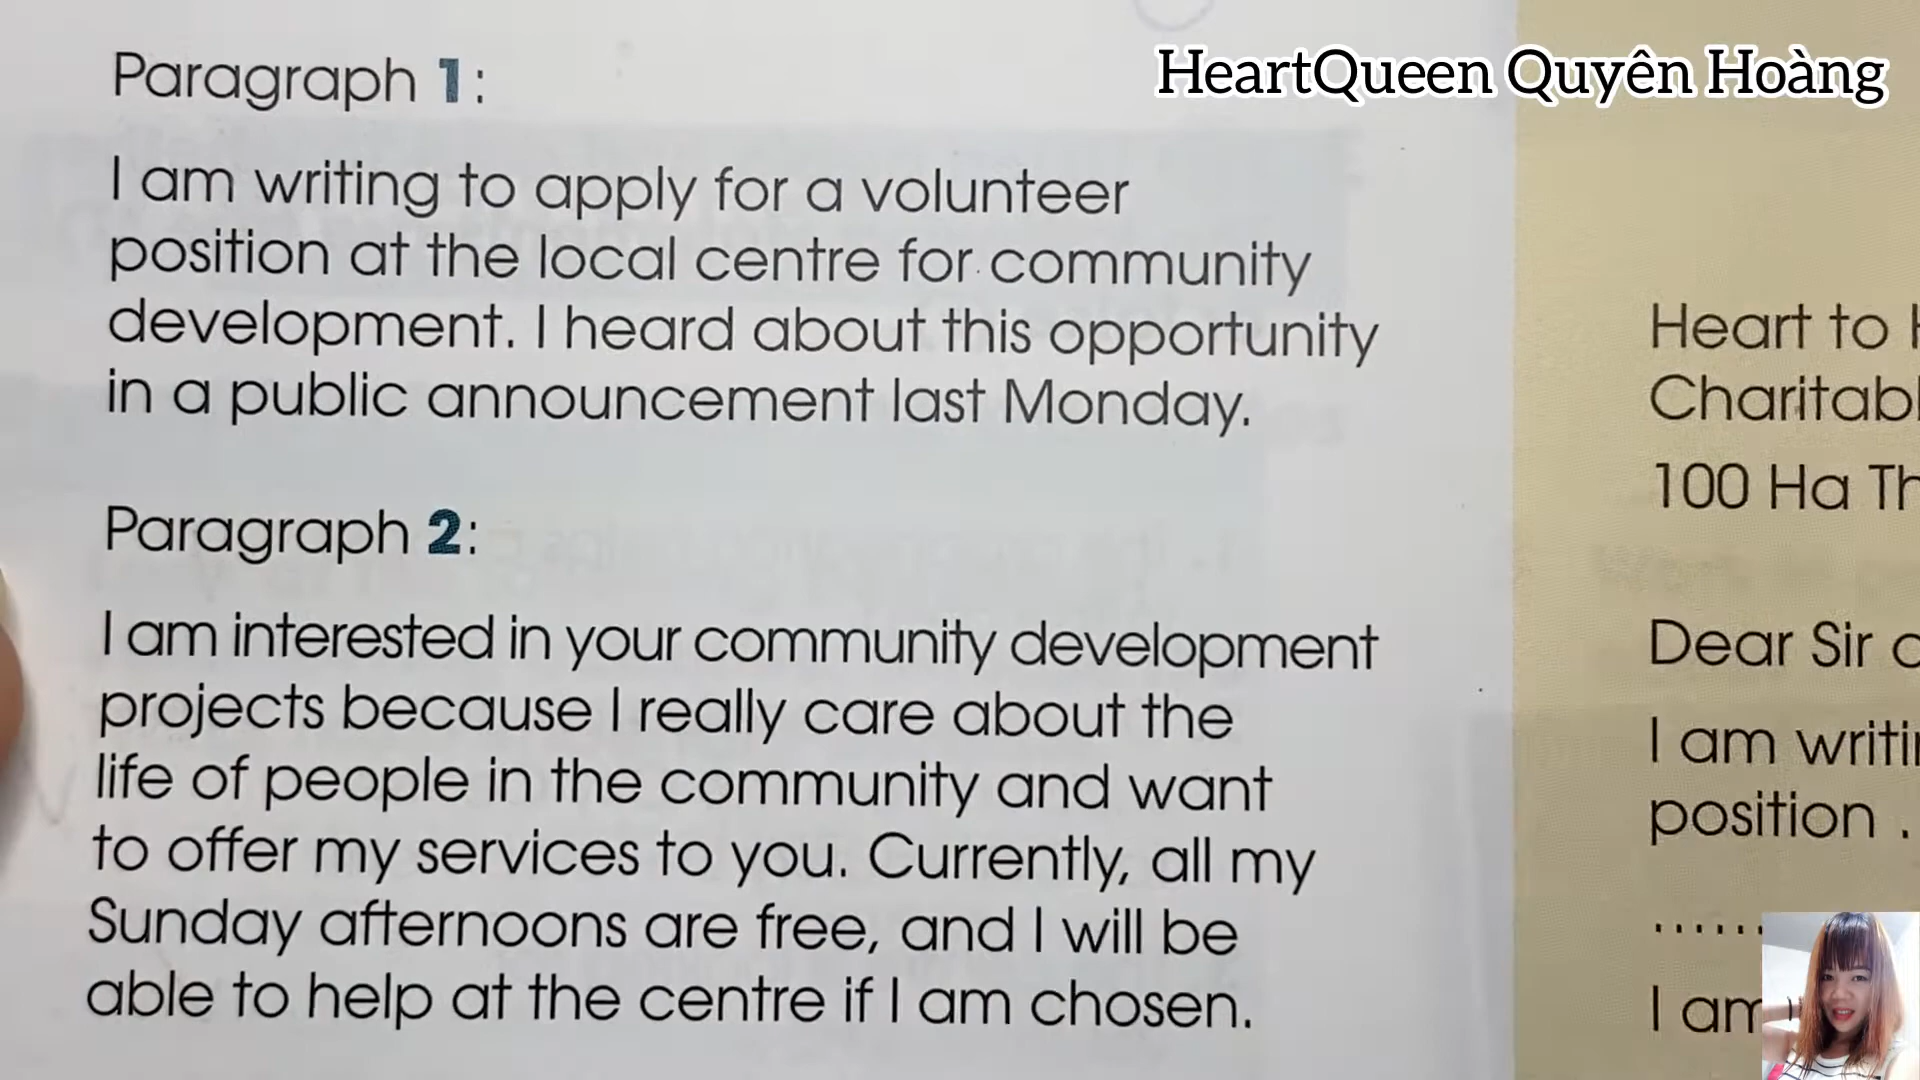 HeartQueen Quyên Hoàng
Paragraph 1:
I am writing to apply for a volunteer
position at the local centre for community
development. I heard about this opportunity
in a public announcement last Monday.
Paragraph 2:
I am interested in your community development
projects because I really care about the
life of people in the community and want
to offer my services to you. Currently, all my
Sunday afternoons are free, and I will be
able to help at the centre if I am chosen.
Heart to
100 Ha
Dear Sir
I am
position .
......
I am